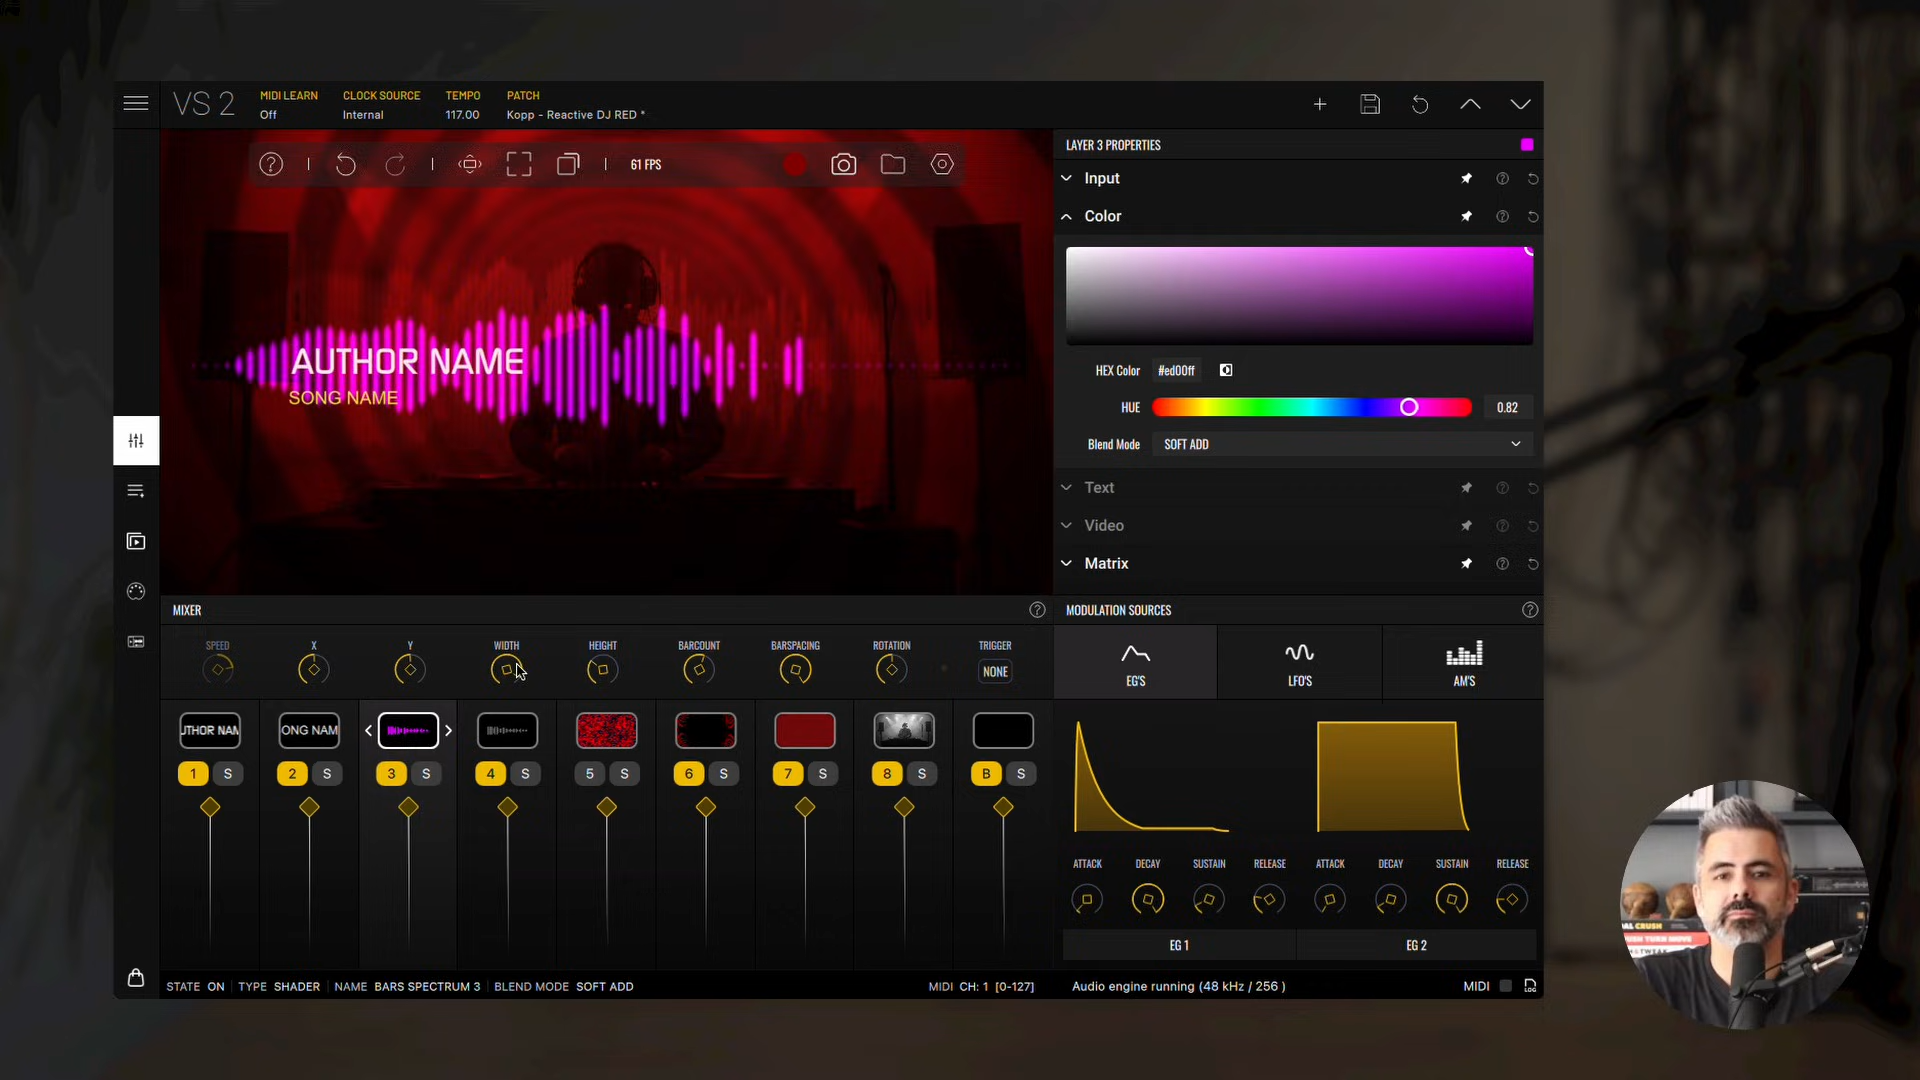 VS 2
MIDI LEARN
Off
CLOCK SOURCE
Internal
TEMPO
117.00
PATCH
Kopp - Reactive DJ RED *
61 FPS
AUTHOR NAME
SONG NAME
LAYER 3 PROPERTIES
Input
Color
HEX Color #ed00ff
HUE 0.82
Blend Mode SOFT ADD
Text
Video
Matrix
MIXER
SPEED X Y WIDTH HEIGHT BARCOUNT BARSPACING ROTATION TRIGGER
NONE
UTHOR NAM ONG NAM
1 S 2 S 3 S 4 S 5 S 6 S 7 S 8 S B S
MODULATION SOURCES
EG'S LFO'S AM'S
ATTACK DECAY SUSTAIN RELEASE ATTACK DECAY SUSTAIN RELEASE
EG 1 EG 2
STATE ON TYPE SHADER NAME BARS SPECTRUM 3 BLEND MODE SOFT ADD
MIDI CH: 1 [0-127]
Audio engine running (48 kHz / 256 )
MIDI
LOG